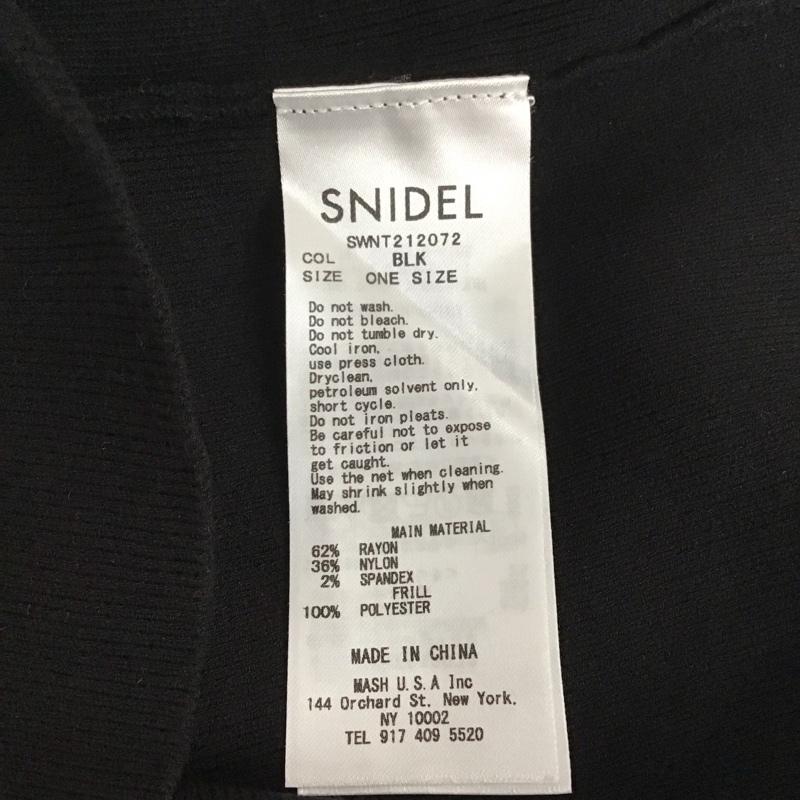 SNIDEL
SWNT212072
COL BLK
SIZE ONE SIZE
Do not wash.
Do not bleach.
Do not tumble dry.
Cool iron,
use press cloth.
Dryclean,
petroleum solvent only,
short cycle.
Do not iron pleats.
Be careful not to expose
to friction or let it
get caught.
Use the net when cleaning.
May shrink slightly when
washed.
MAIN MATERIAL
62% RAYON
36% NYLON
2% SPANDEX
FRILL
100% POLYESTER
MADE IN CHINA
MASH U.S.A Inc
144 Orchard St. New York,
NY 10002
TEL 917 409 5520